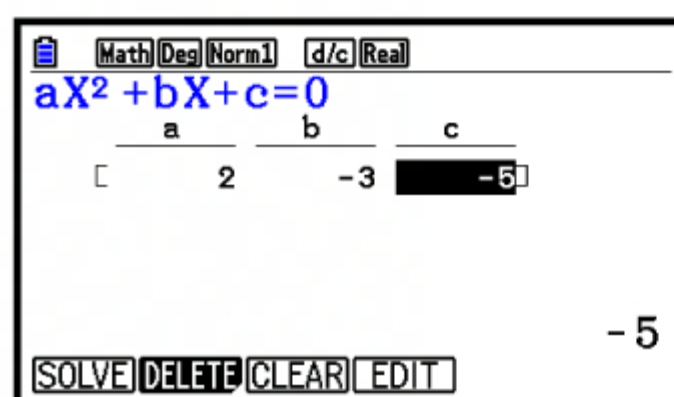 Math Deg Norm1 d/c Real
aX² +bX+c=0
a b c
[ 2 -3 -5 ]
-5
SOLVE DELETE CLEAR EDIT